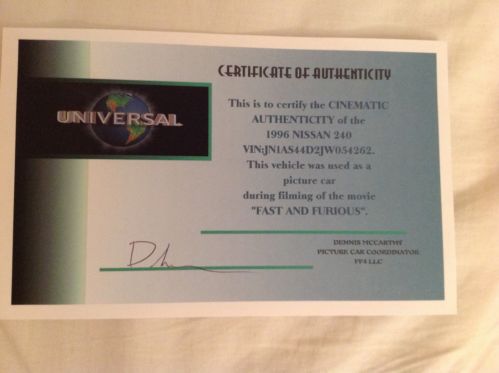 CERTIFICATE OF AUTHENTICITY
UNIVERSAL
This is to certify the CINEMATIC
AUTHENTICITY of the
1996 NISSAN 240
VIN:JN1AS44D2JW054262.
This vehicle was used as a
picture car
during filming of the movie
"FAST AND FURIOUS".
DENNIS MCCARTHY
PICTURE CAR COORDINATOR
FF4 LLC